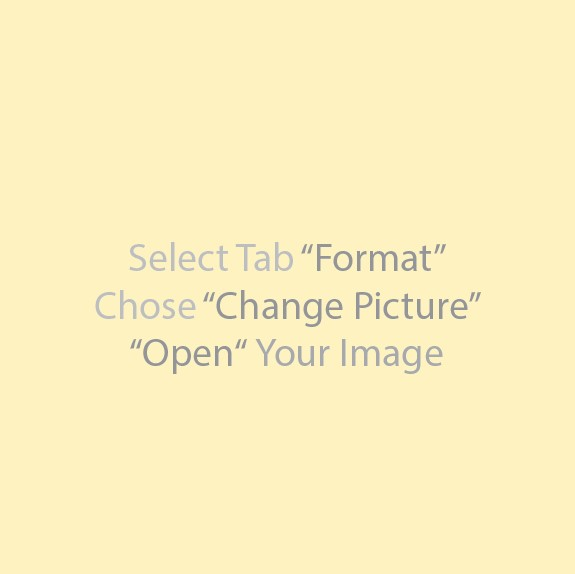 Select Tab “Format”
Chose “Change Picture”
“Open“ Your Image